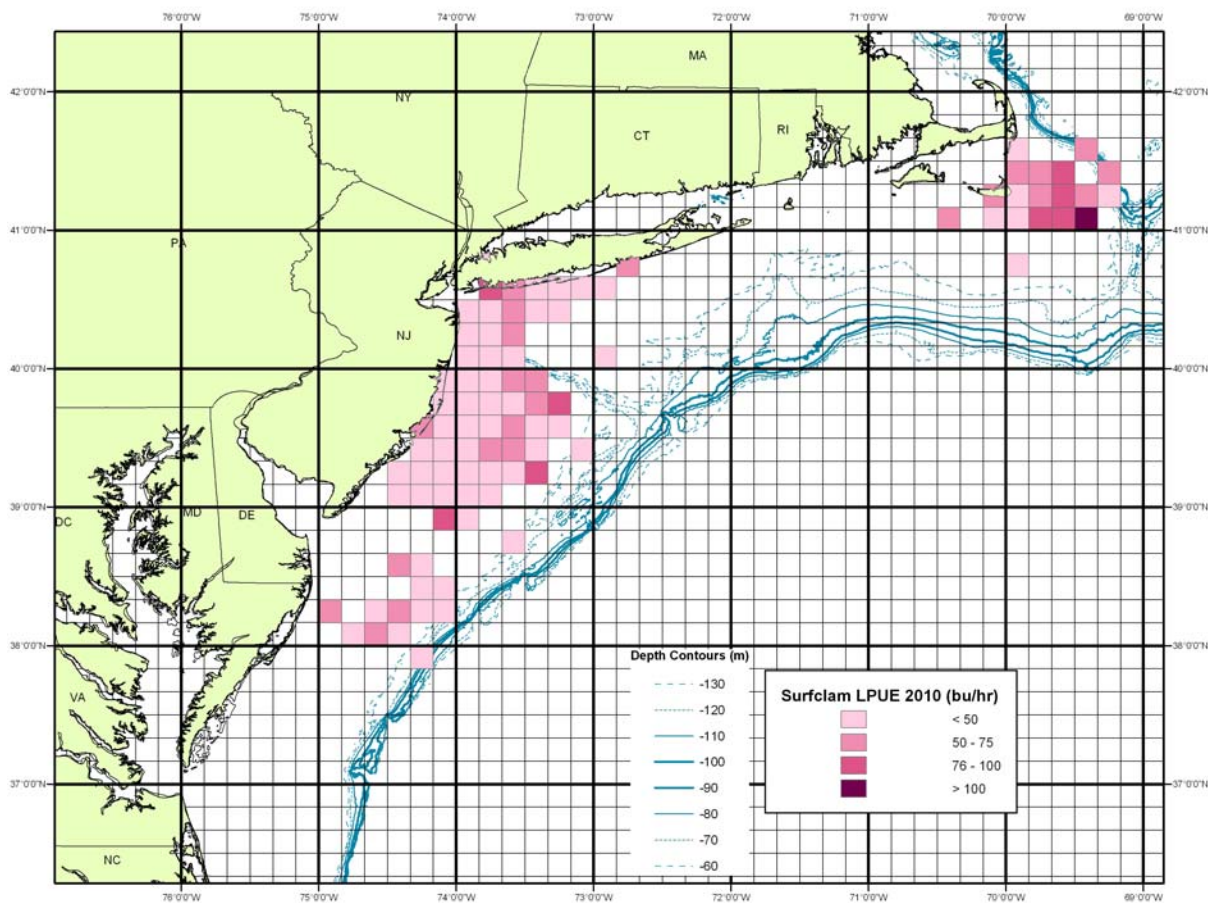 76°0'0"W 75°0'0"W 74°0'0"W 73°0'0"W 72°0'0"W 71°0'0"W 70°0'0"W 69°0'0"W
MA
42°0'0"N 42°0'0"N
NY
CT RI
41°0'0"N 41°0'0"N
PA
NJ
40°0'0"N 40°0'0"N
39°0'0"N 39°0'0"N
DC MD DE
38°0'0"N 38°0'0"N
VA
37°0'0"N 37°0'0"N
NC
Depth Contours (m)
-130
-120
-110
-100
-90
-80
-70
-60
Surfclam LPUE 2010 (bu/hr)
< 50
50 - 75
76 - 100
> 100
76°0'0"W 75°0'0"W 74°0'0"W 73°0'0"W 72°0'0"W 71°0'0"W 70°0'0"W 69°0'0"W